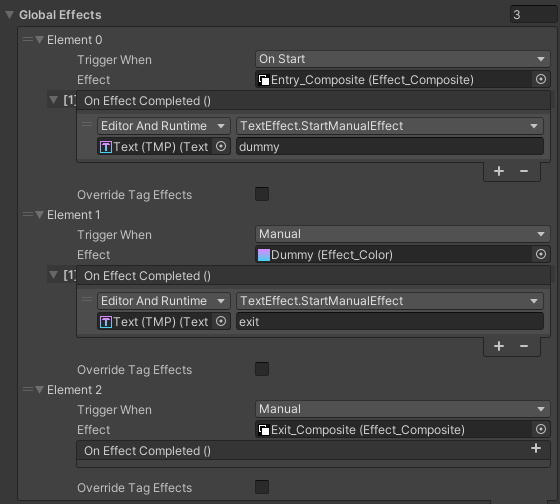 Global Effects 3
Element 0
Trigger When On Start
Effect Entry_Composite (Effect_Composite)
[1] On Effect Completed ()
Editor And Runtime TextEffect.StartManualEffect
Text (TMP) (Text dummy
+ −
Override Tag Effects
Element 1
Trigger When Manual
Effect Dummy (Effect_Color)
[1] On Effect Completed ()
Editor And Runtime TextEffect.StartManualEffect
Text (TMP) (Text exit
+ −
Override Tag Effects
Element 2
Trigger When Manual
Effect Exit_Composite (Effect_Composite)
On Effect Completed () +
Override Tag Effects